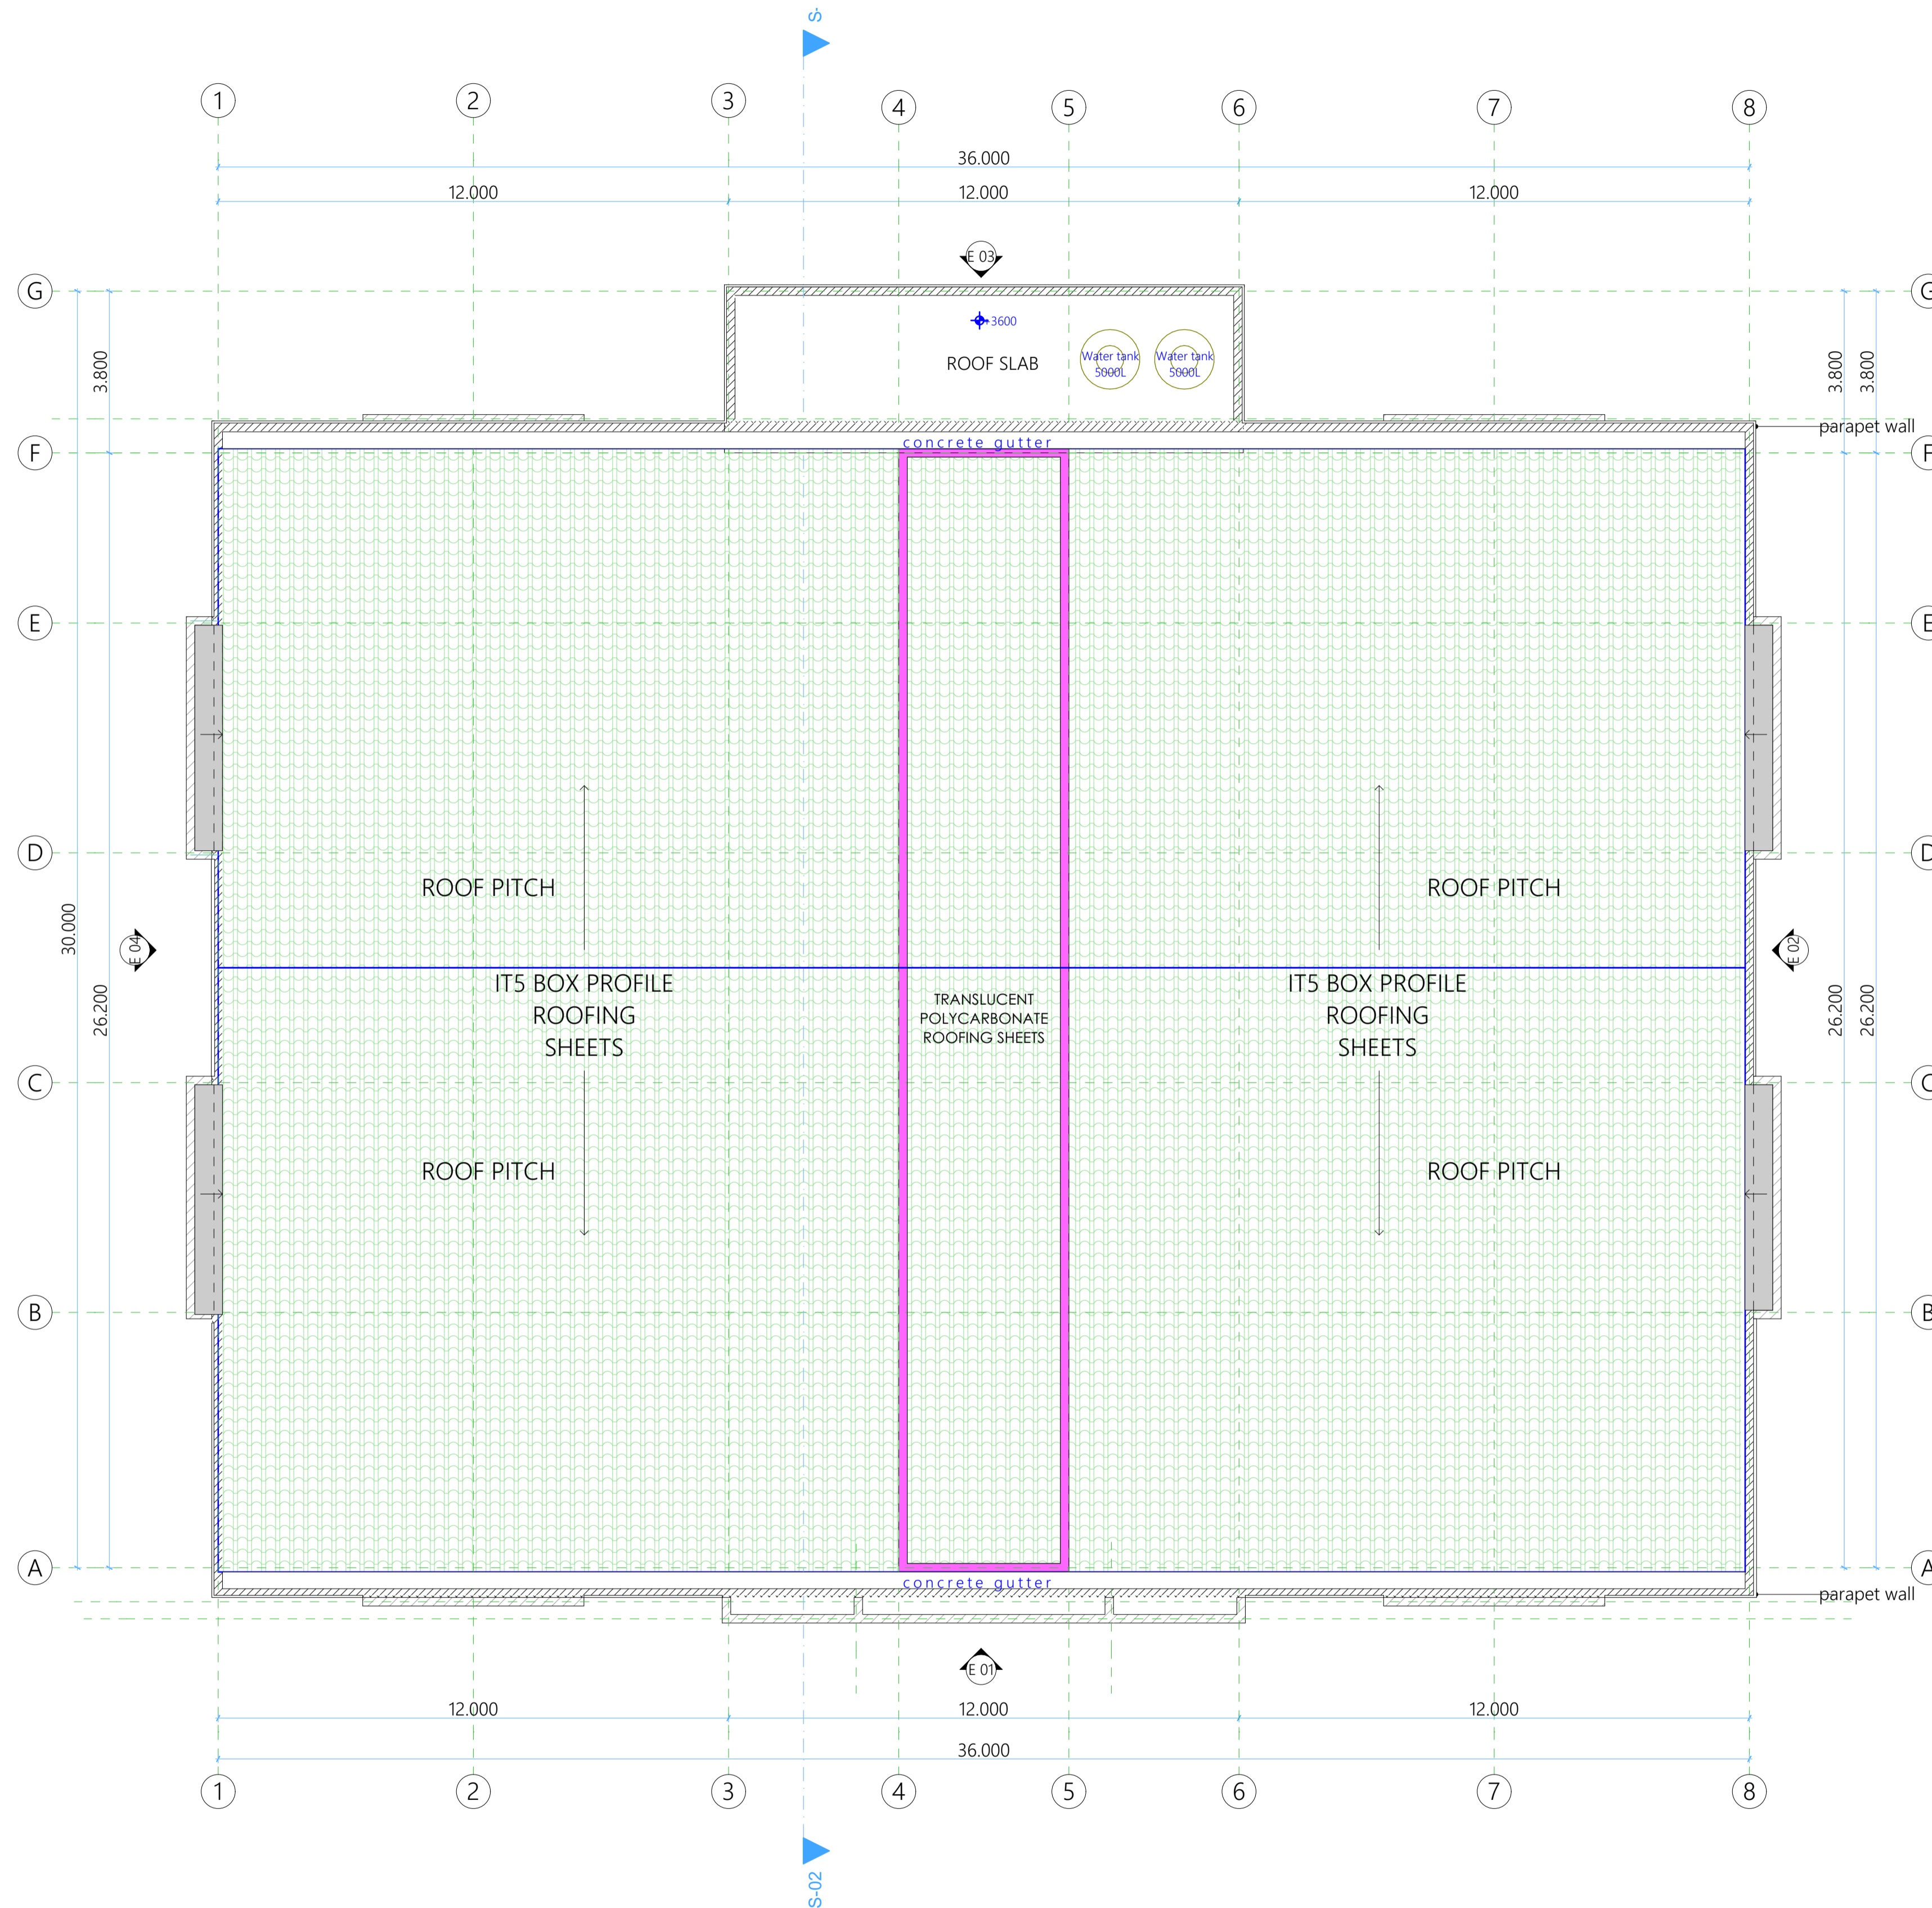 S-
1 2 3 4 5 6 7 8
36.000
12.000 12.000 12.000
E 03
G G
+3600
3.800 ROOF SLAB Water tank 5000L Water tank 5000L 3.800 3.800
parapet wall
concrete gutter
F F
E E
D D
ROOF PITCH ROOF PITCH
30.000
E 04 E 02
IT5 BOX PROFILE
ROOFING
SHEETS
TRANSLUCENT
POLYCARBONATE
ROOFING SHEETS
IT5 BOX PROFILE
ROOFING
SHEETS
26.200 26.200 26.200
C C
ROOF PITCH ROOF PITCH
B B
A A
concrete gutter
parapet wall
E 01
12.000 12.000 12.000
36.000
1 2 3 4 5 6 7 8
S-02